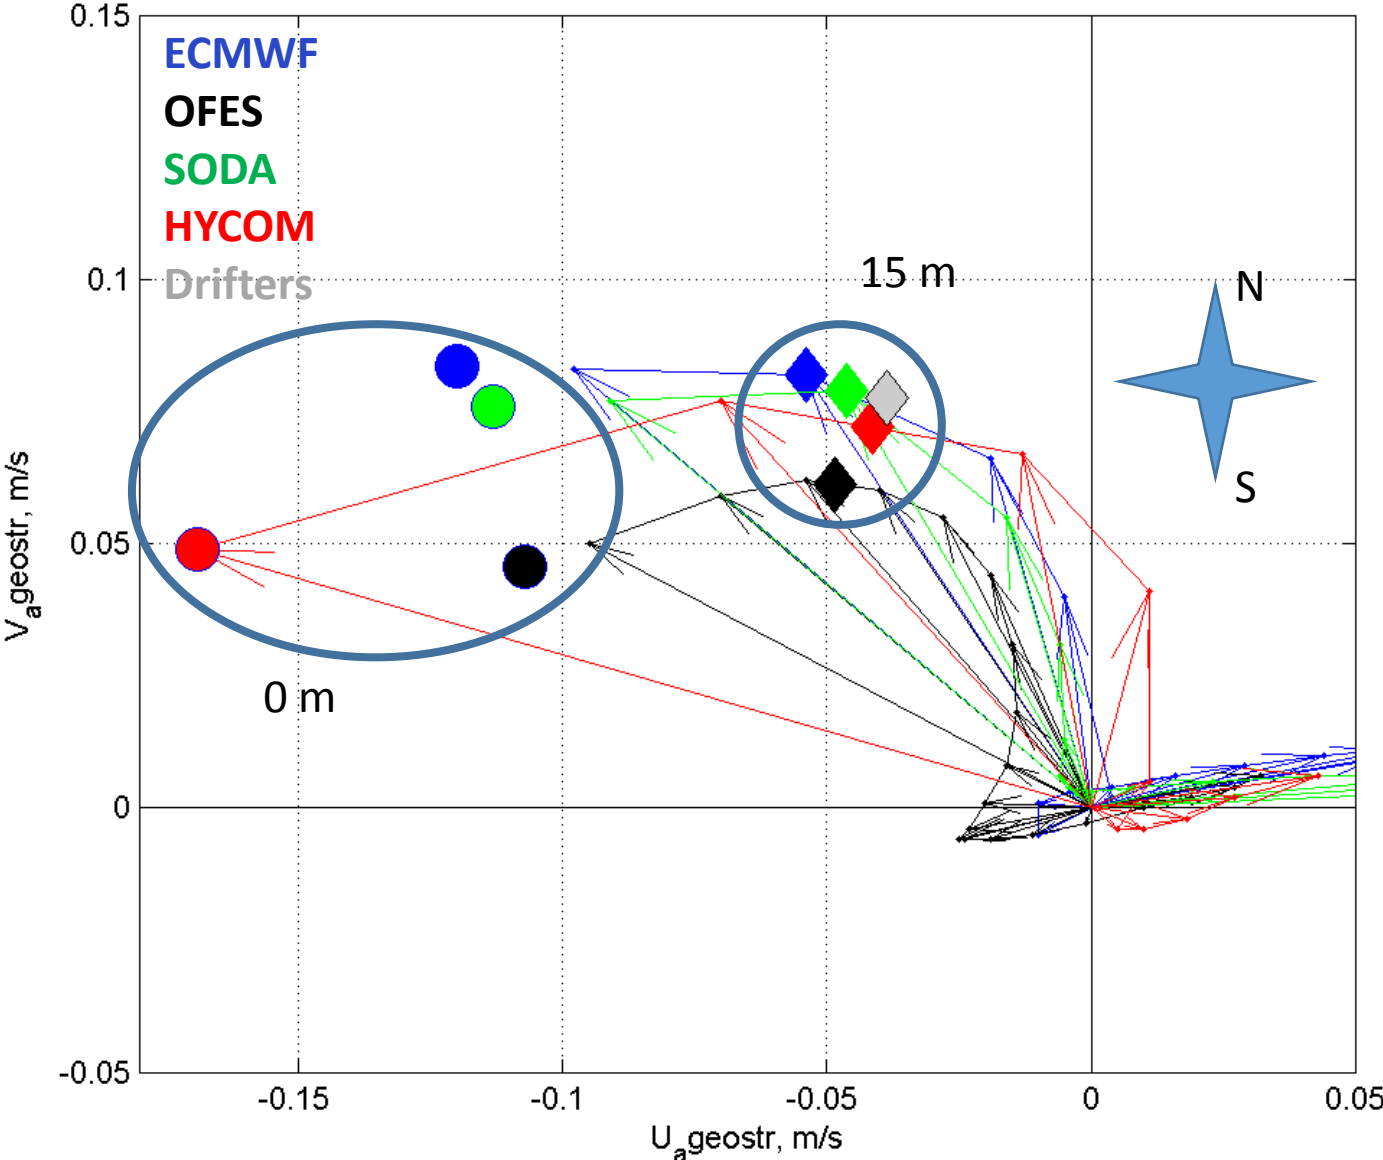 0.15
ECMWF
OFES
SODA
HYCOM
Drifters
0.1
15 m
N
S
0.05
0 m
0
-0.05
-0.15
-0.1
-0.05
0
0.05
U_ageostr, m/s
V_ageostr, m/s